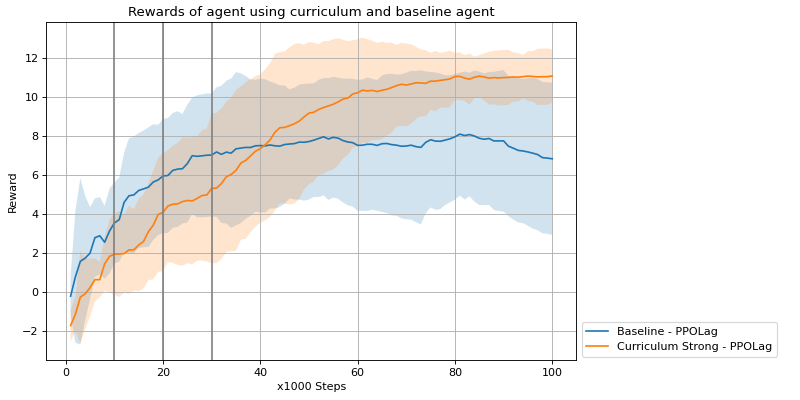 Rewards of agent using curriculum and baseline agent
12
10
8
6
4
2
0
−2
Reward
0
20
40
60
80
100
x1000 Steps
Baseline - PPOLag
Curriculum Strong - PPOLag